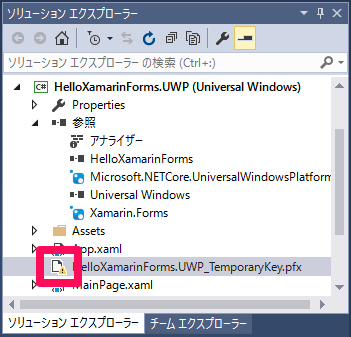 ソリューション エクスプローラー
ソリューション エクスプローラー の検索 (Ctrl+:)
C# HelloXamarinForms.UWP (Universal Windows)
Properties
参照
アナライザー
HelloXamarinForms
Microsoft.NETCore.UniversalWindowsPlatform
Universal Windows
Xamarin.Forms
Assets
App.xaml
HelloXamarinForms.UWP_TemporaryKey.pfx
MainPage.xaml
ソリューション エクスプローラー チーム エクスプローラー